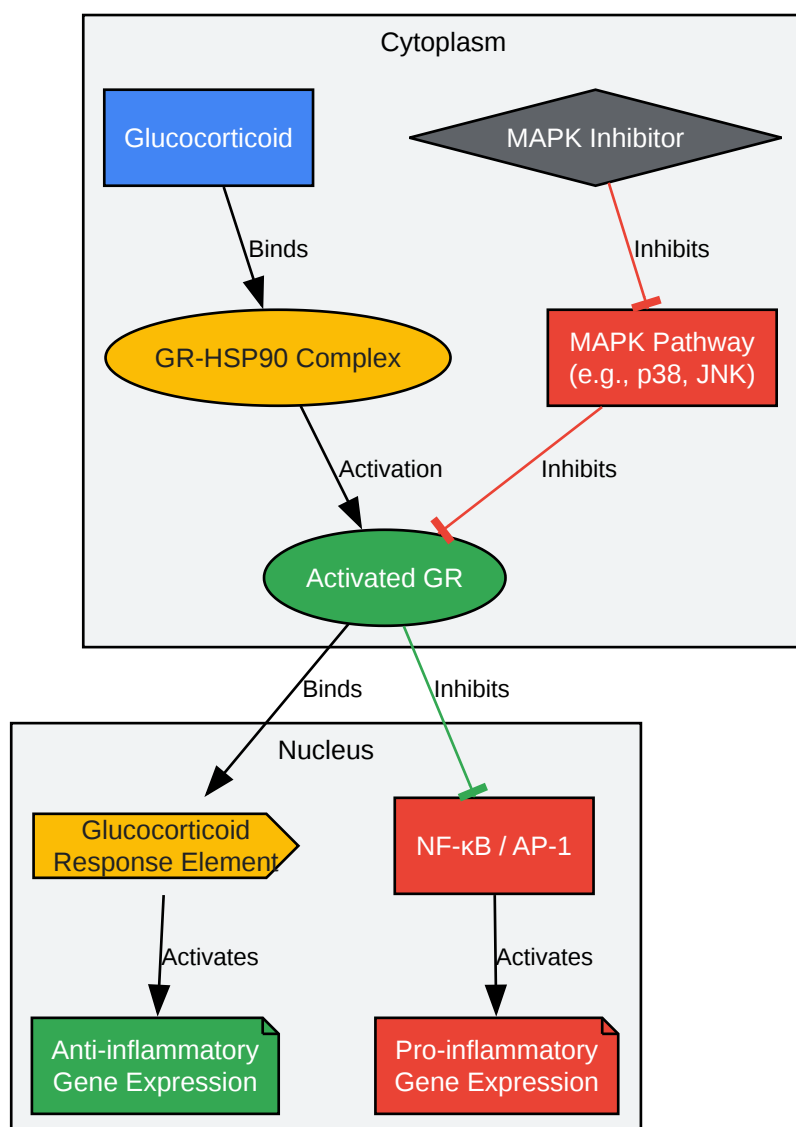 Cytoplasm
Glucocorticoid
MAPK Inhibitor
Binds
Inhibits
GR-HSP90 Complex
MAPK Pathway
(e.g., p38, JNK)
Activation
Inhibits
Activated GR
Binds
Inhibits
Nucleus
Glucocorticoid
Response Element
NF-κB / AP-1
Activates
Activates
Anti-inflammatory
Gene Expression
Pro-inflammatory
Gene Expression